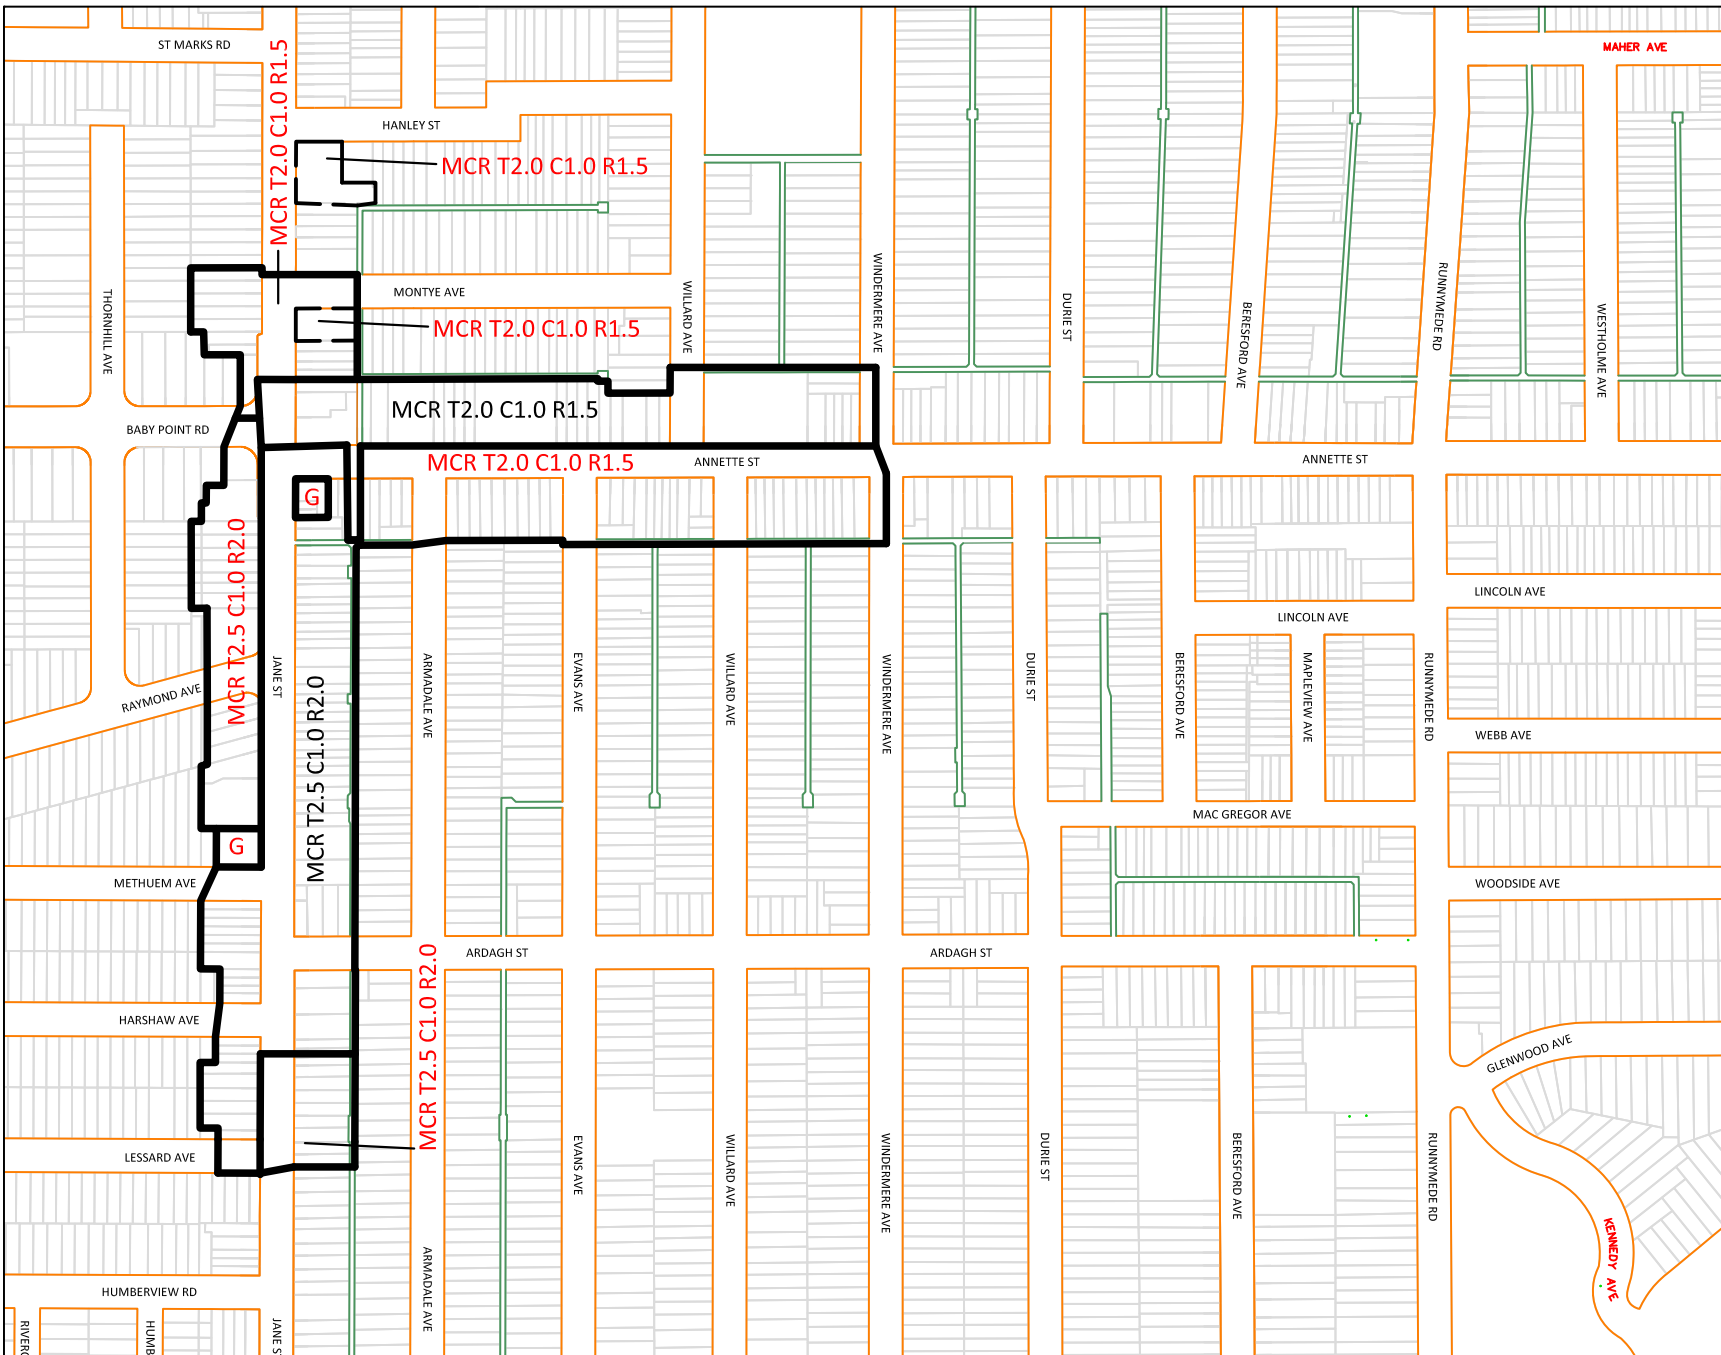 ST MARKS RD
MAHER AVE
MCR T2.0 C1.0 R1.5
HANLEY ST
MCR T2.0 C1.0 R1.5
THORNHILL AVE
MONTYE AVE
WILLARD AVE
WINDERMERE AVE
DURIE ST
BERESFORD AVE
RUNNYMEDE RD
WESTHOLME AVE
MCR T2.0 C1.0 R1.5
MCR T2.0 C1.0 R1.5
BABY POINT RD
MCR T2.0 C1.0 R1.5
ANNETTE ST
ANNETTE ST
G
MCR T2.5 C1.0 R2.0
LINCOLN AVE
LINCOLN AVE
JANE ST
ARMADALE AVE
EVANS AVE
WILLARD AVE
WINDERMERE AVE
DURIE ST
BERESFORD AVE
MAPLEVIEW AVE
RUNNYMEDE RD
RAYMOND AVE
MCR T2.5 C1.0 R2.0
WEBB AVE
MAC GREGOR AVE
G
METHUEM AVE
WOODSIDE AVE
ARDAGH ST
ARDAGH ST
MCR T2.5 C1.0 R2.0
HARSHAW AVE
GLENWOOD AVE
LESSARD AVE
EVANS AVE
WILLARD AVE
WINDERMERE AVE
DURIE ST
BERESFORD AVE
RUNNYMEDE RD
KENNEDY AVE
ARMADALE AVE
HUMBERVIEW RD
RIVERC
HUMB
JANE S